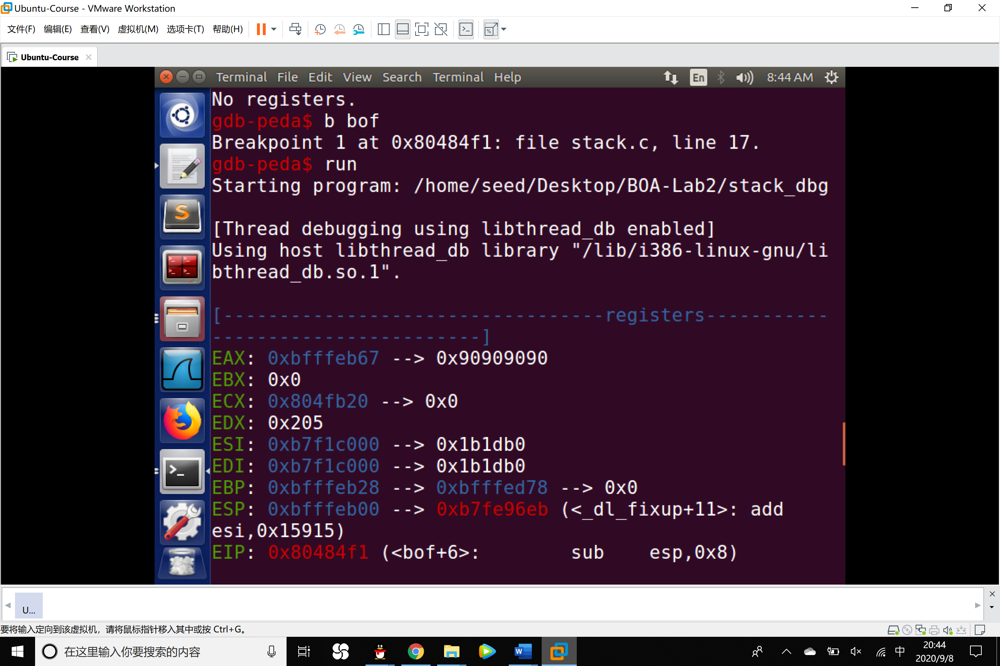 Ubuntu-Course - VMware Workstation
文件(F) 编辑(E) 查看(V) 虚拟机(M) 选项卡(T) 帮助(H)
Ubuntu-Course
Terminal File Edit View Search Terminal Help En 8:44 AM
No registers.
gdb-peda$ b bof
Breakpoint 1 at 0x80484f1: file stack.c, line 17.
gdb-peda$ run
Starting program: /home/seed/Desktop/BOA-Lab2/stack_dbg
[Thread debugging using libthread_db enabled]
Using host libthread_db library "/lib/i386-linux-gnu/li
bthread_db.so.1".
[----------------------------------registers-----------
------------------------]
EAX: 0xbfffeb67 --> 0x90909090
EBX: 0x0
ECX: 0x804fb20 --> 0x0
EDX: 0x205
ESI: 0xb7f1c000 --> 0x1b1db0
EDI: 0xb7f1c000 --> 0x1b1db0
EBP: 0xbfffeb28 --> 0xbfffed78 --> 0x0
ESP: 0xbfffeb00 --> 0xb7fe96eb (<_dl_fixup+11>: add
esi,0x15915)
EIP: 0x80484f1 (<bof+6>: sub esp,0x8)
U...
要将输入定向到该虚拟机，请将鼠标指针移入其中或按 Ctrl+G。
在这里输入你要搜索的内容
中
20:44
2020/9/8